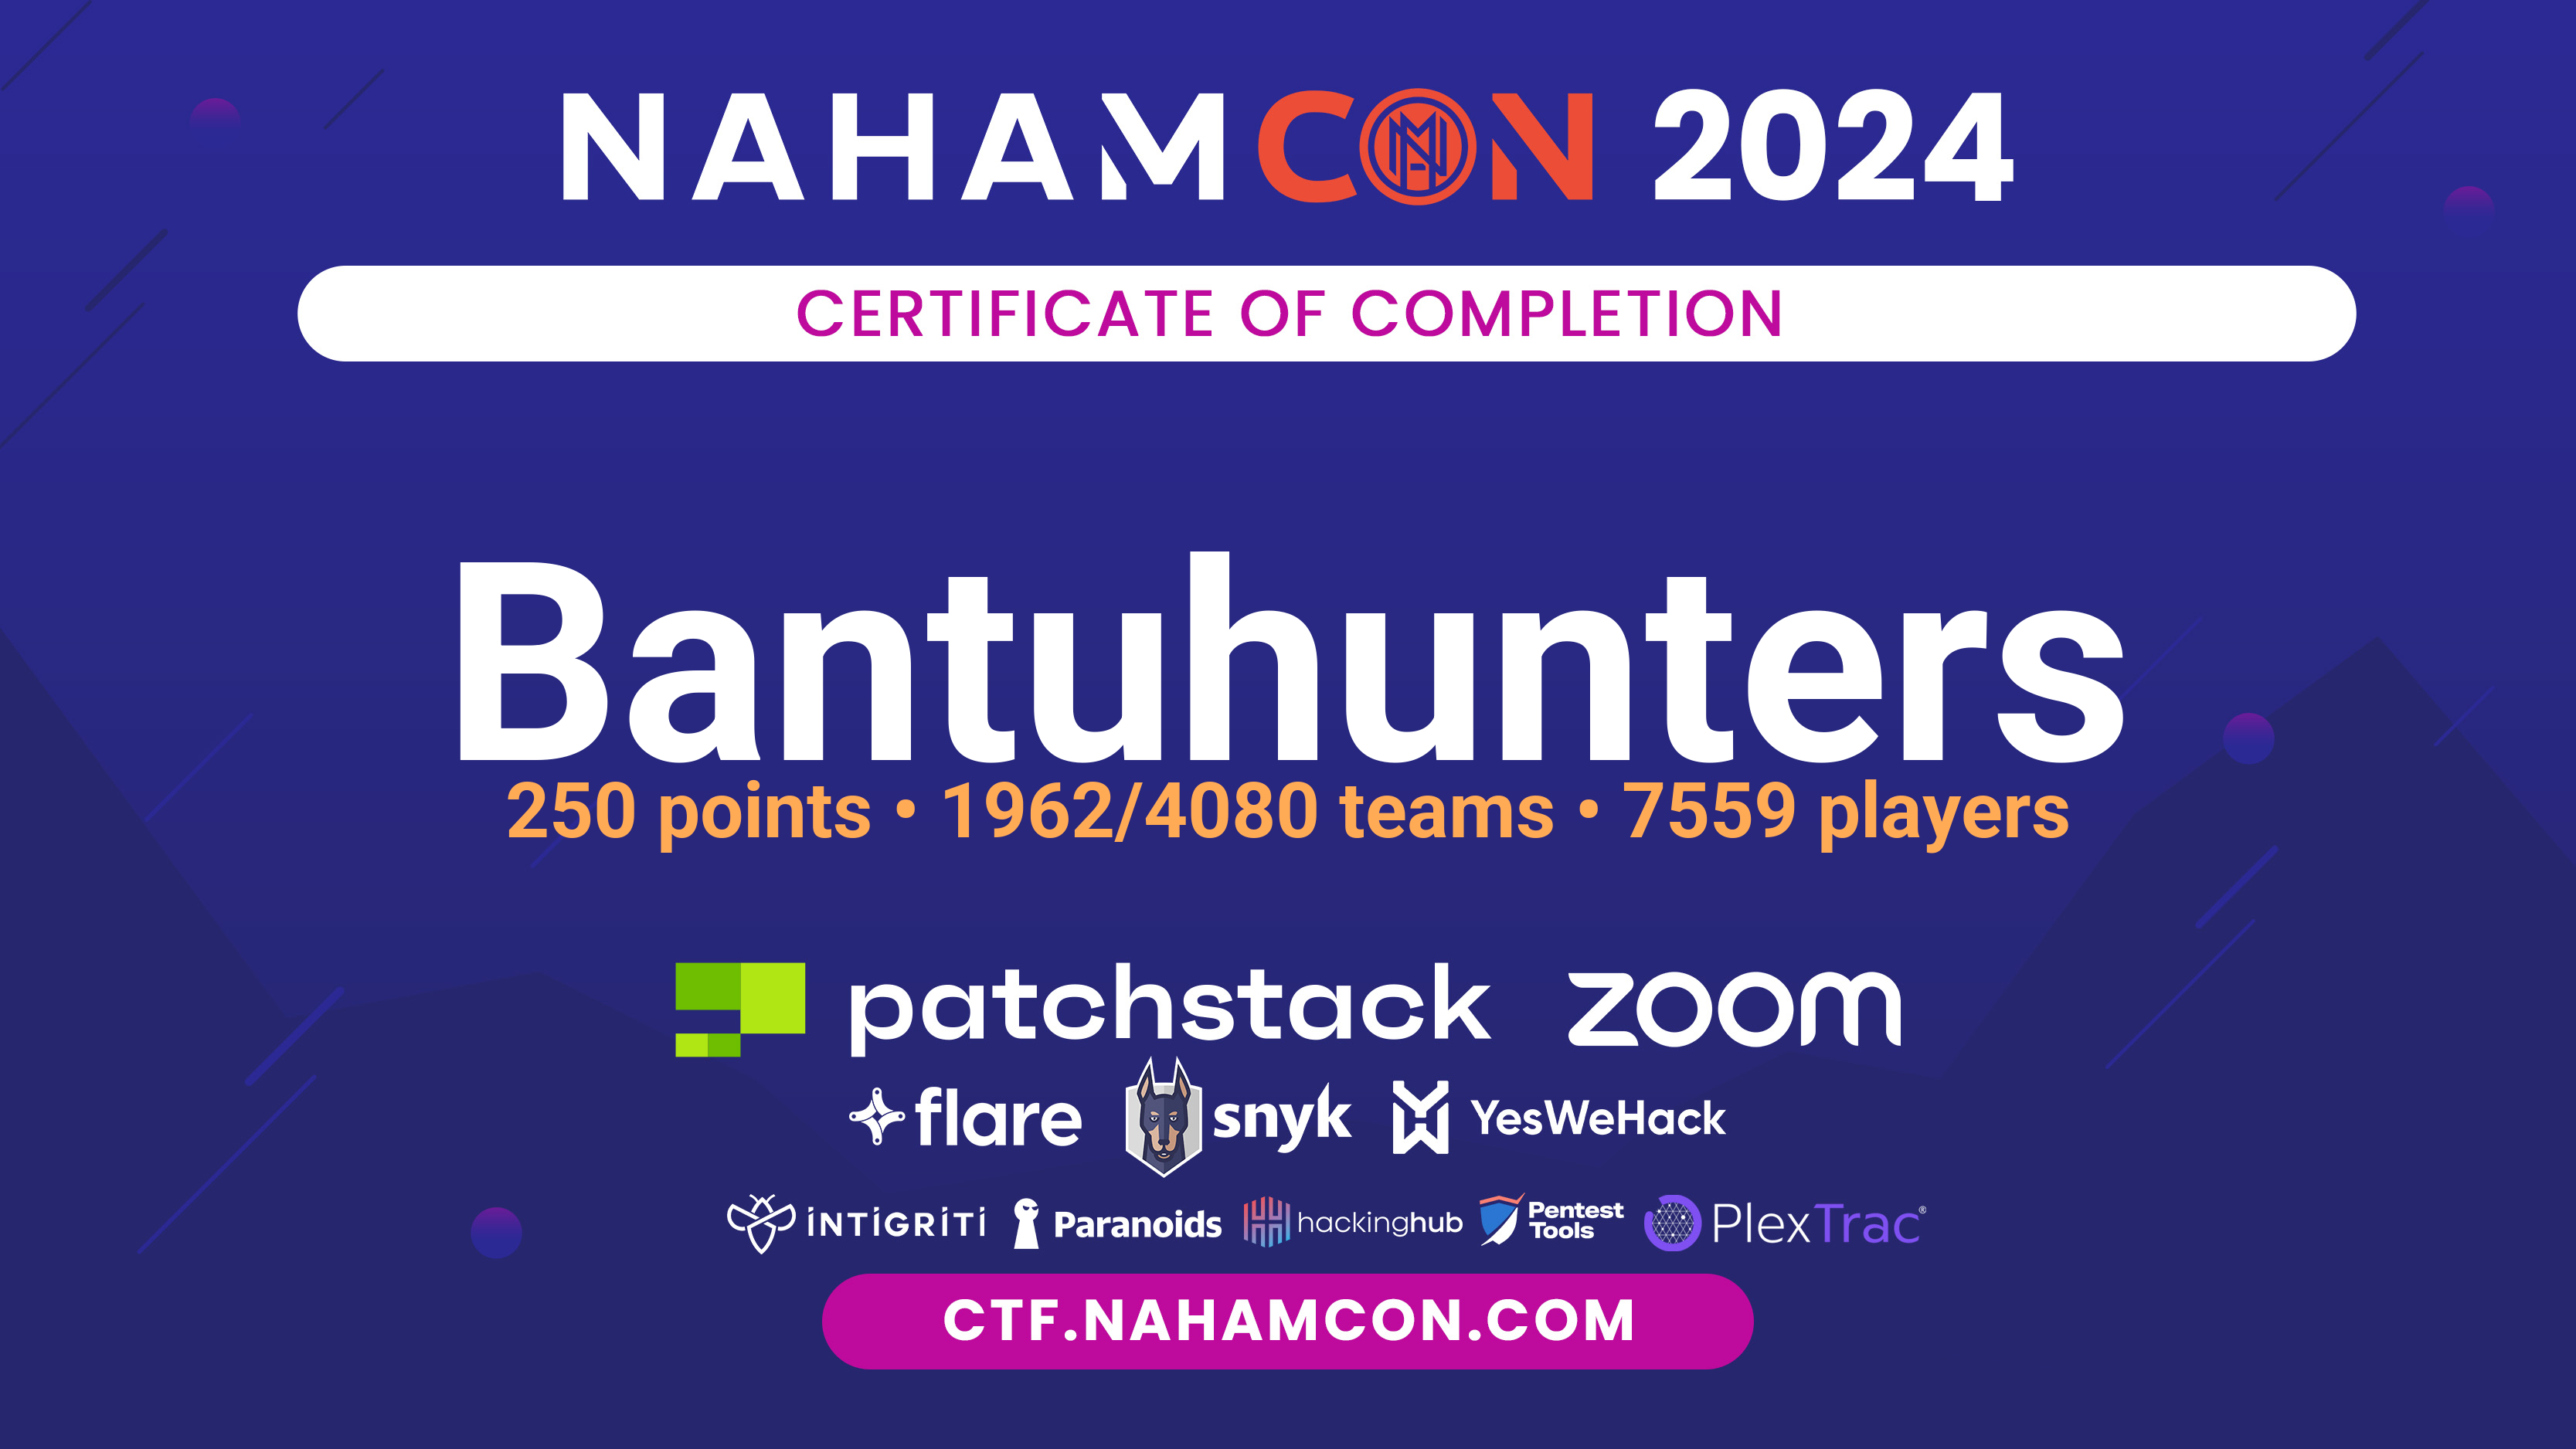 NAHAMCON 2024
CERTIFICATE OF COMPLETION
Bantuhunters
250 points • 1962/4080 teams • 7559 players
patchstack zoom
flare snyk YesWeHack
INTIGRITI Paranoids hackinghub Pentest Tools PlexTrac®
CTF.NAHAMCON.COM